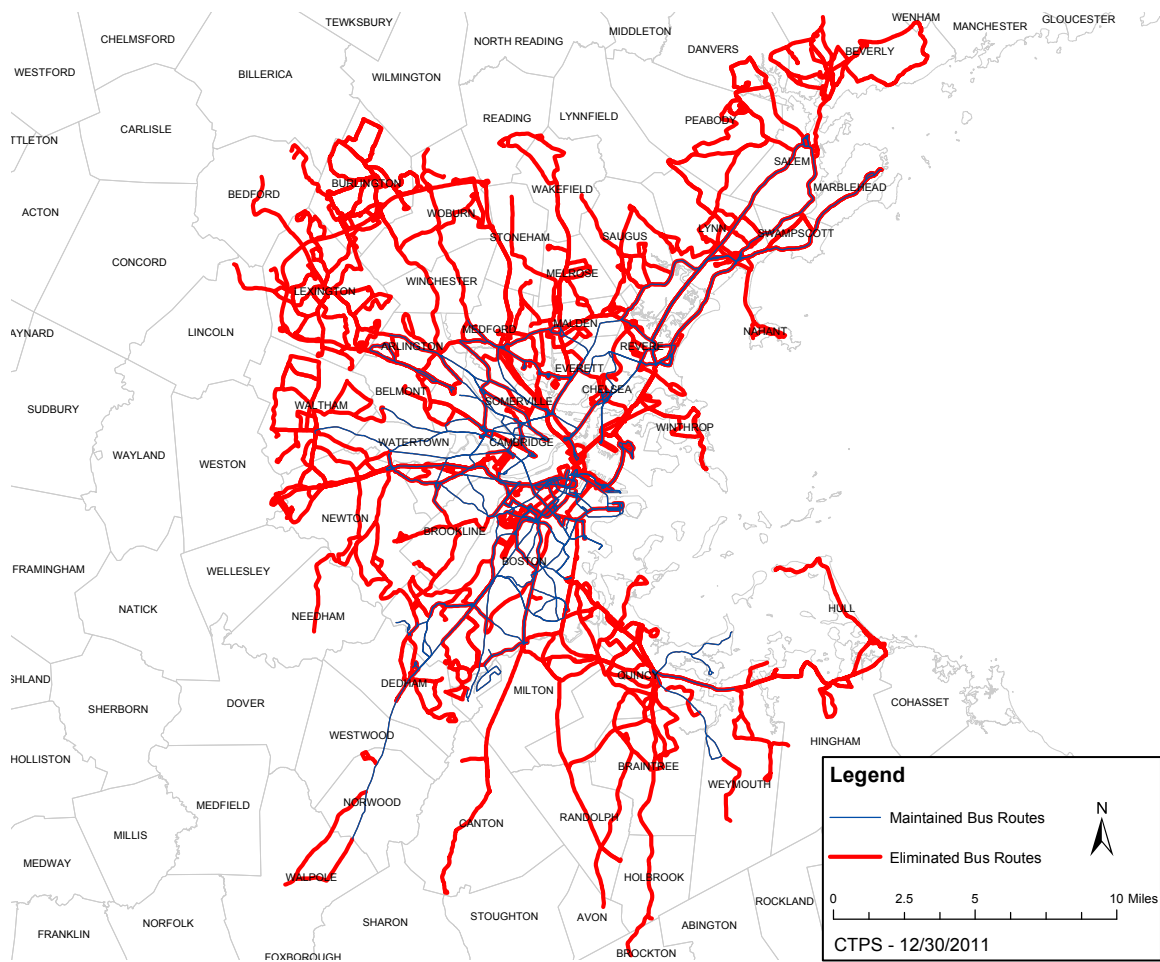 TEWKSBURY
WENHAM
GLOUCESTER
MANCHESTER
MIDDLETON
CHELMSFORD
NORTH READING
DANVERS
BEVERLY
WESTFORD
BILLERICA
WILMINGTON
READING
LYNNFIELD
PEABODY
CARLISLE
TTLETON
SALEM
BURLINGTON
MARBLEHEAD
BEDFORD
WAKEFIELD
ACTON
WOBURN
LYNN
SWAMPSCOTT
STONEHAM
SAUGUS
CONCORD
MELROSE
WINCHESTER
LEXINGTON
LINCOLN
AYNARD
MEDFORD
MALDEN
NAHANT
ARLINGTON
REVERE
EVERETT
BELMONT
CHELSEA
SUDBURY
WALTHAM
SOMERVILLE
WINTHROP
WATERTOWN
CAMBRIDGE
WAYLAND
WESTON
NEWTON
BROOKLINE
BOSTON
FRAMINGHAM
WELLESLEY
NATICK
NEEDHAM
HULL
QUINCY
SHLAND
DEDHAM
MILTON
SHERBORN
DOVER
COHASSET
WESTWOOD
HINGHAM
HOLLISTON
BRAINTREE
WEYMOUTH
MEDFIELD
NORWOOD
CANTON
RANDOLPH
MILLIS
MEDWAY
WALPOLE
HOLBROOK
ROCKLAND
NORFOLK
SHARON
STOUGHTON
AVON
ABINGTON
FRANKLIN
FOXBOROUGH
BROCKTON
Legend
Maintained Bus Routes
Eliminated Bus Routes
N
0 2.5 5 10 Miles
CTPS - 12/30/2011